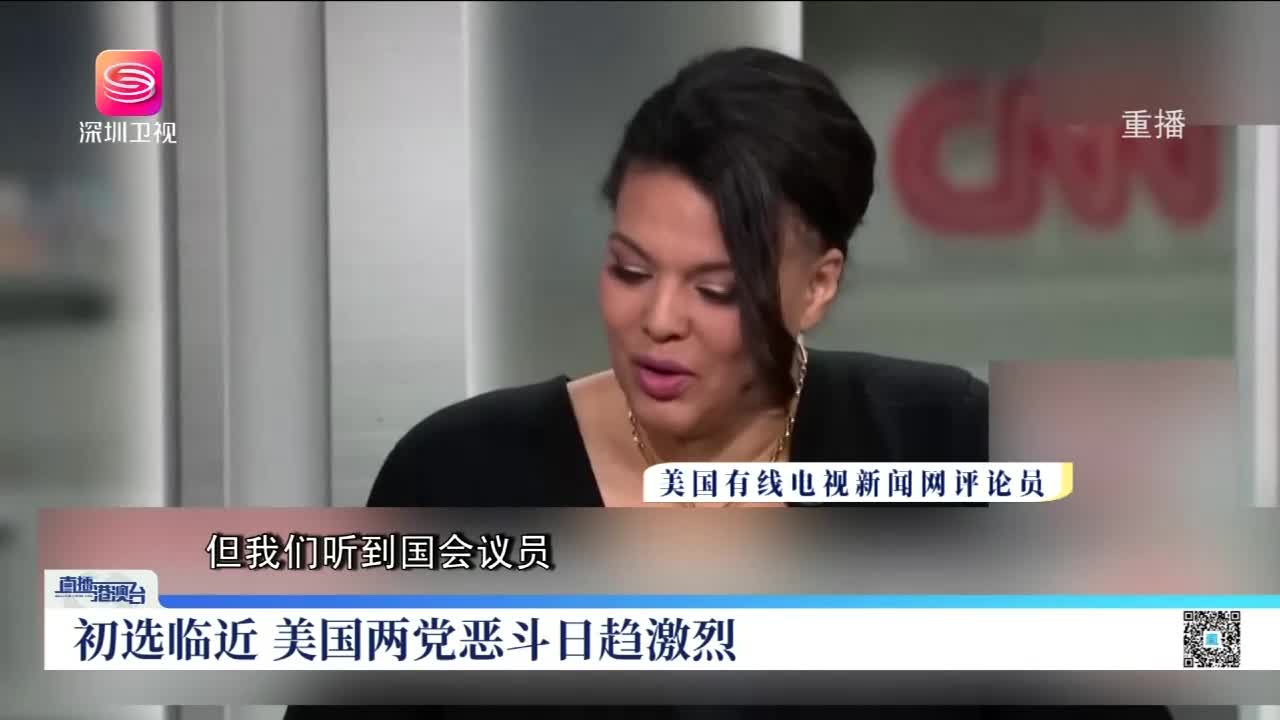 深圳卫视
重播
CNN
美国有线电视新闻网评论员
但我们听到国会议员
直播港澳台
初选临近 美国两党恶斗日趋激烈